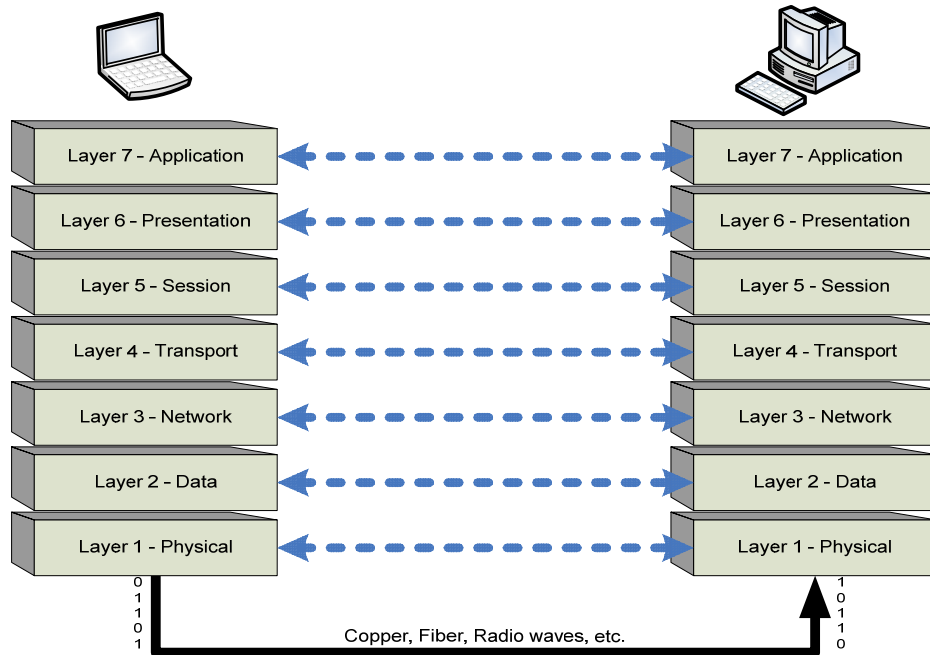 Layer 7 - Application
Layer 7 - Application
Layer 6 - Presentation
Layer 6 - Presentation
Layer 5 - Session
Layer 5 - Session
Layer 4 - Transport
Layer 4 - Transport
Layer 3 - Network
Layer 3 - Network
Layer 2 - Data
Layer 2 - Data
Layer 1 - Physical
Layer 1 - Physical
0
1
1
0
1
1
0
1
1
0
Copper, Fiber, Radio waves, etc.